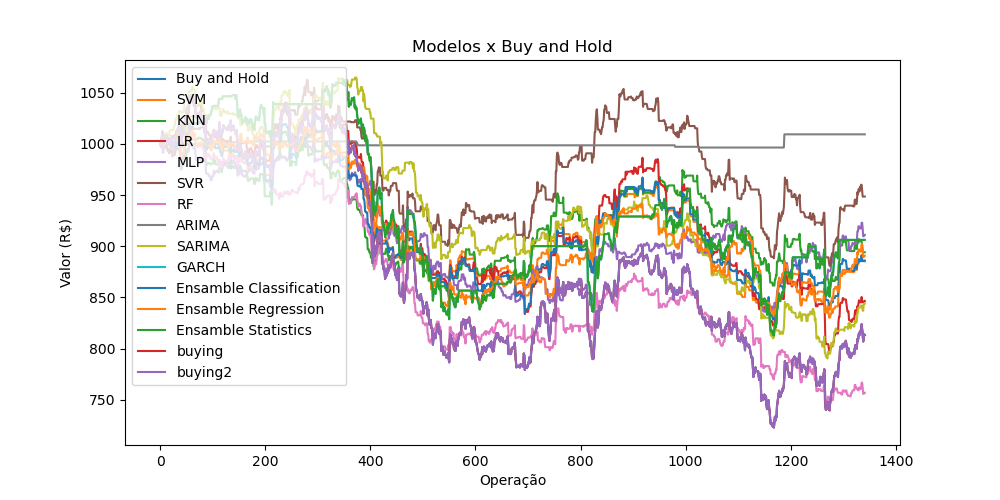 Modelos x Buy and Hold
Valor (R$)
1050
1000
950
900
850
800
750
Buy and Hold
SVM
KNN
LR
MLP
SVR
RF
ARIMA
SARIMA
GARCH
Ensamble Classification
Ensamble Regression
Ensamble Statistics
buying
buying2
0
200
400
600
800
1000
1200
1400
Operação